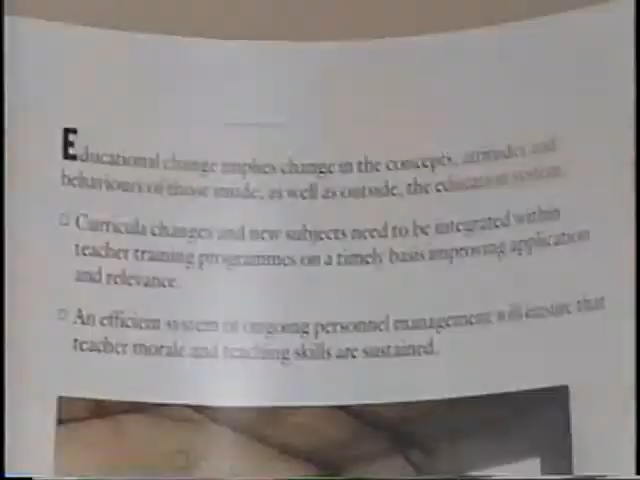 Educational change implies change in the concepts, attitudes and
behaviours of those inside, as well as outside, the education system.
Curricula changes and new subjects need to be integrated within
teacher training programmes on a timely basis improving application
and relevance.
An efficient system of ongoing personnel management will ensure that
teacher morale and teaching skills are sustained.